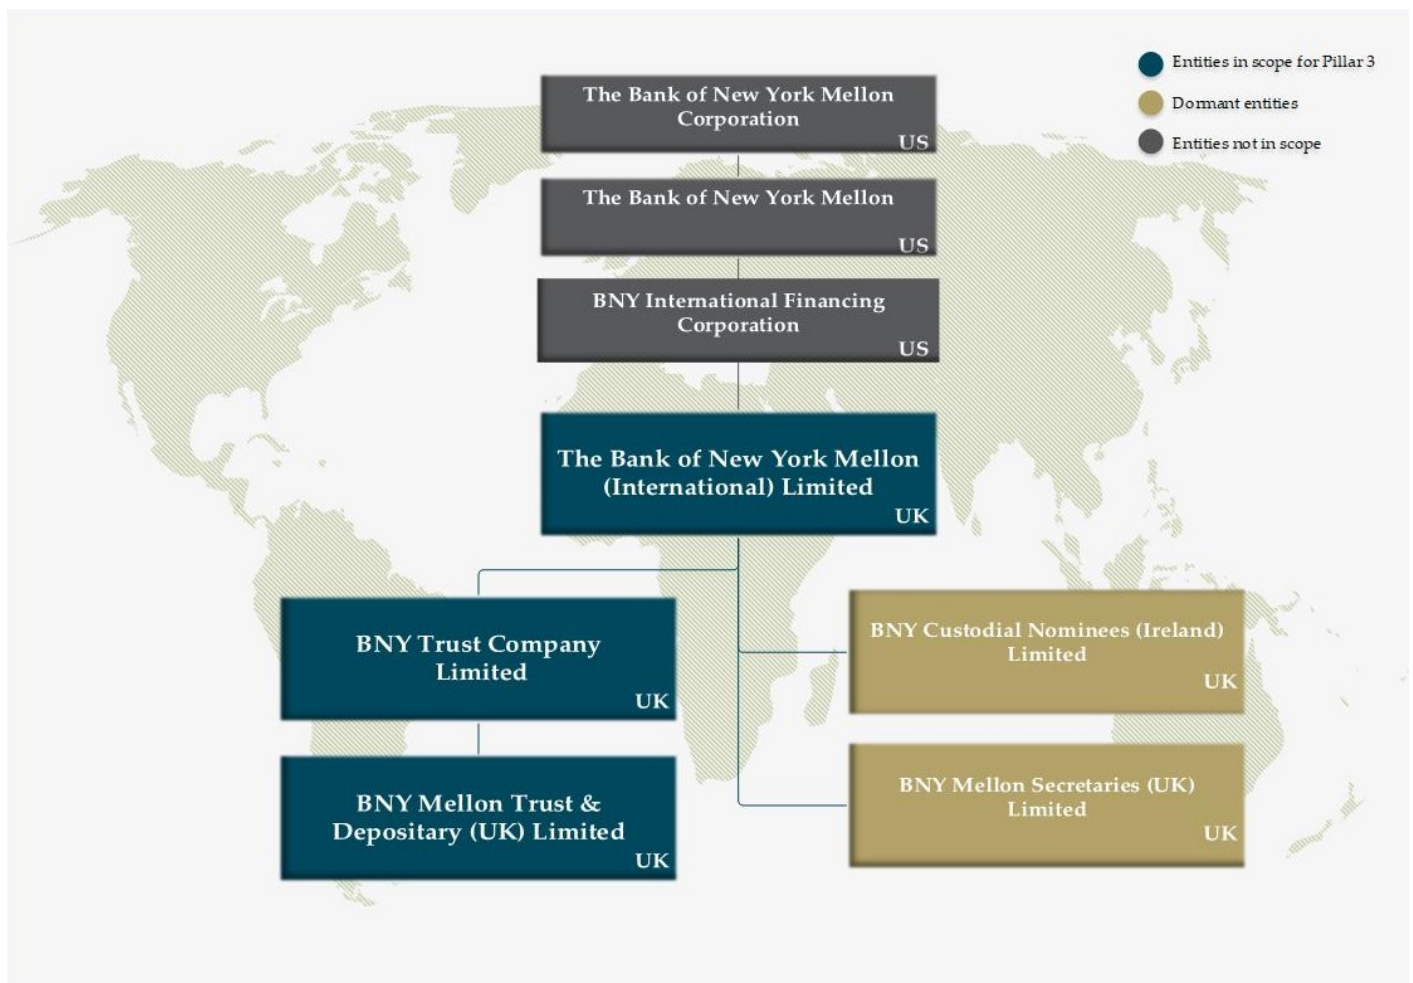 Entities in scope for Pillar 3
Dormant entities
Entities not in scope
The Bank of New York Mellon
Corporation
US
The Bank of New York Mellon
US
BNY International Financing
Corporation
US
The Bank of New York Mellon
(International) Limited
UK
BNY Trust Company
Limited
UK
BNY Mellon Trust &
Depositary (UK) Limited
UK
BNY Custodial Nominees (Ireland)
Limited
UK
BNY Mellon Secretaries (UK)
Limited
UK